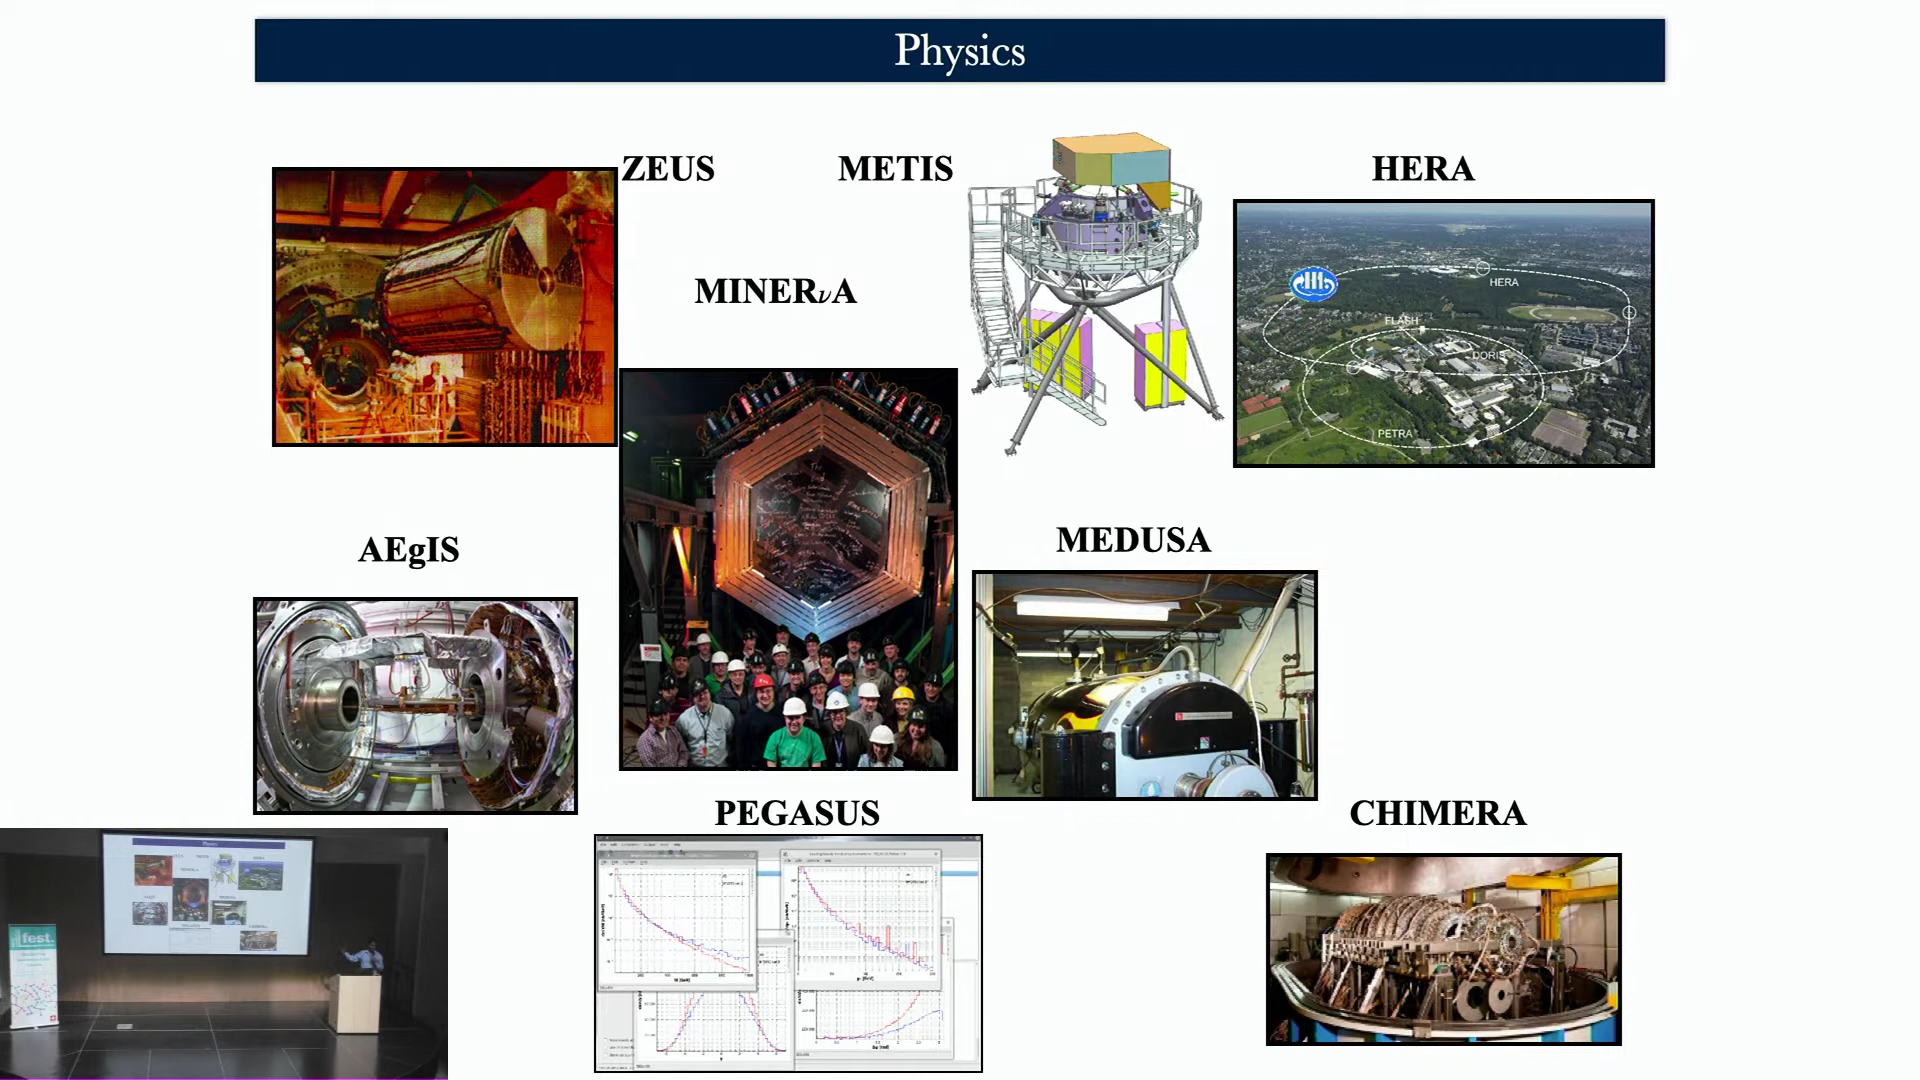 Physics
ZEUS
METIS
HERA
MINERνA
HERA
FLASH
DORIS
PETRA
AEgIS
MEDUSA
PEGASUS
CHIMERA
fest.